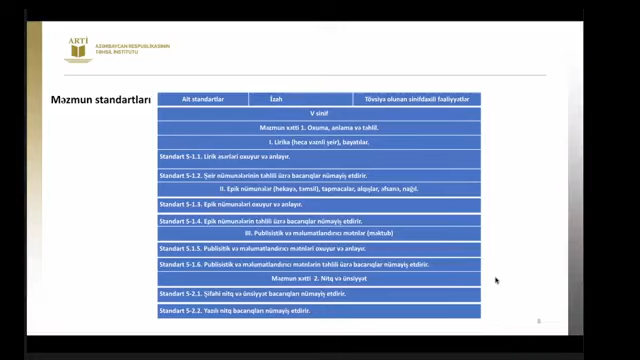 ARTİ
AZƏRBAYCAN RESPUBLİKASININ
TƏHSİL İNSTİTUTU
Məzmun standartları
Alt standartlar
İzah
Tövsiyə olunan sinifdaxili fəaliyyətlər
V sinif
Məzmun xətti 1. Oxuma, anlama və təhlil.
I. Lirika (heca vəznli şeir), bayatılar.
Standart 5-1.1. Lirik əsərləri oxuyur və anlayır.
Standart 5-1.2. Şeir nümunələrinin təhlili üzrə bacarıqlar nümayiş etdirir.
II. Epik nümunələr (hekayə, təmsil), tapmacalar, alqışlar, əfsanə, nağıl.
Standart 5-1.3. Epik nümunələri oxuyur və anlayır.
Standart 5-1.4. Epik nümunələrin təhlili üzrə bacarıqlar nümayiş etdirir.
III. Publisistik və məlumatlandırıcı mətnlər (məktub)
Standart 5.1.5. Publisitik və məlumatlandırıcı mətnləri oxuyur və anlayır.
Standart 5-1.6. Publisistik və məlumatlandırıcı mətnlərin təhlili üzrə bacarıqlar nümayiş etdirir.
Məzmun xətti 2. Nitq və ünsiyyət
Standart 5-2.1. Şifahi nitq və ünsiyyət bacarıqları nümayiş etdirir.
Standart 5-2.2. Yazılı nitq bacarıqları nümayiş etdirir.
8